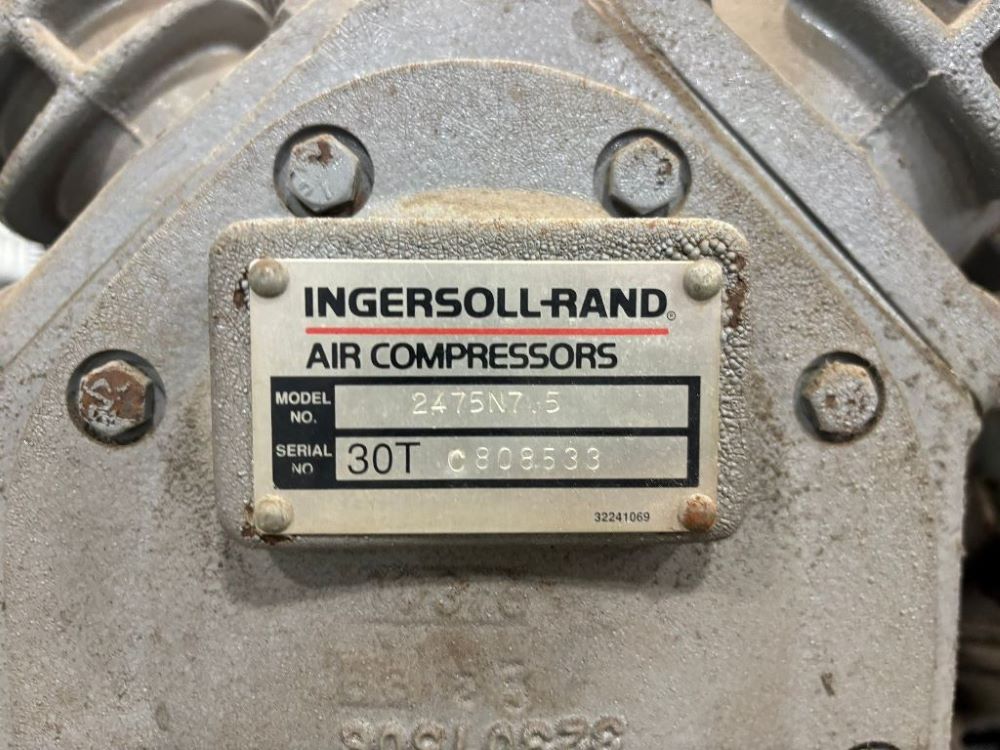 INGERSOLL-RAND®
AIR COMPRESSORS
MODEL NO. 2475N7.5
SERIAL NO 30T C808533
32241069